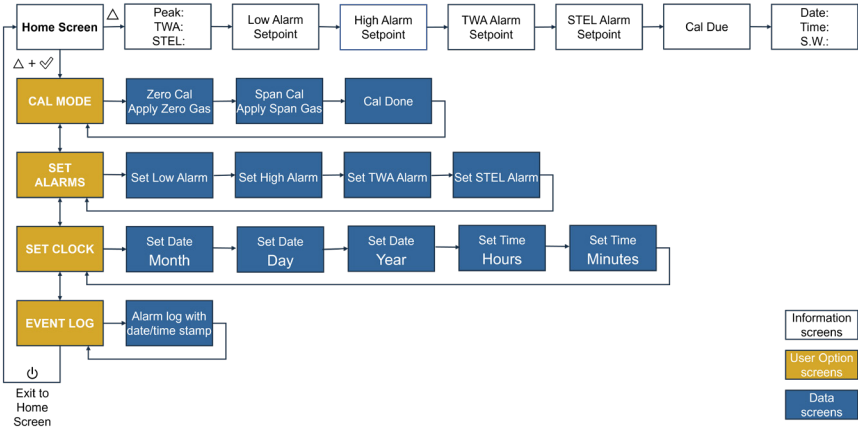 Home Screen
Peak:
TWA:
STEL:
Low Alarm
Setpoint
High Alarm
Setpoint
TWA Alarm
Setpoint
STEL Alarm
Setpoint
Cal Due
Date:
Time:
S.W.:
△
△ + ✓
CAL MODE
Zero Cal
Apply Zero Gas
Span Cal
Apply Span Gas
Cal Done
SET
ALARMS
Set Low Alarm
Set High Alarm
Set TWA Alarm
Set STEL Alarm
SET CLOCK
Set Date
Month
Set Date
Day
Set Date
Year
Set Time
Hours
Set Time
Minutes
EVENT LOG
Alarm log with
date/time stamp
Exit to
Home
Screen
Information
screens
User Option
screens
Data
screens